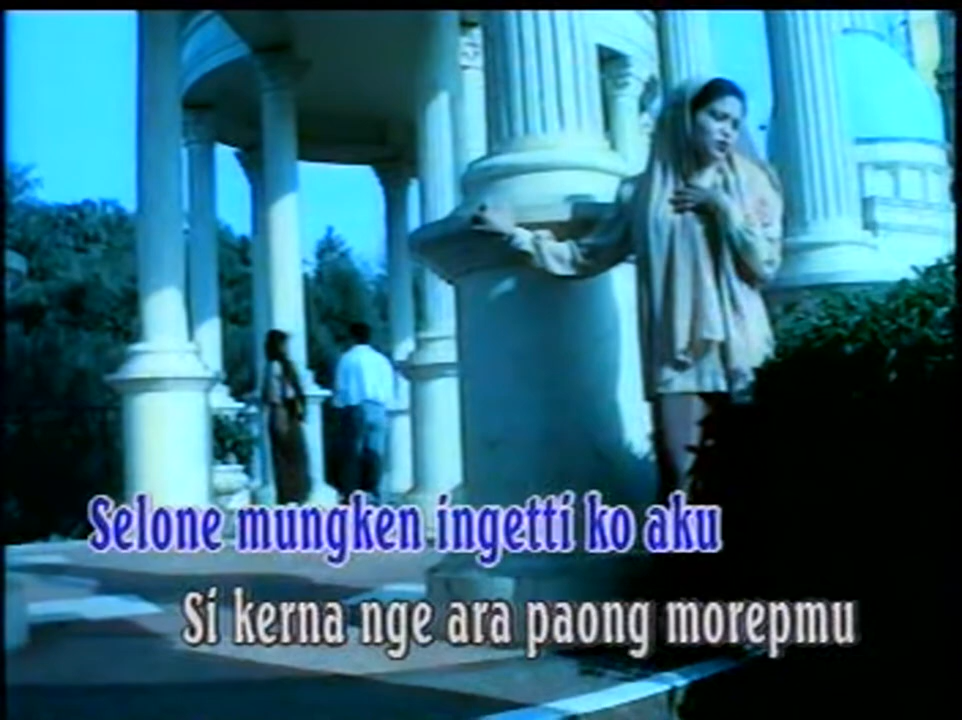 Selone mungken ingetti ko aku
Si kerna nge ara paong morepmu